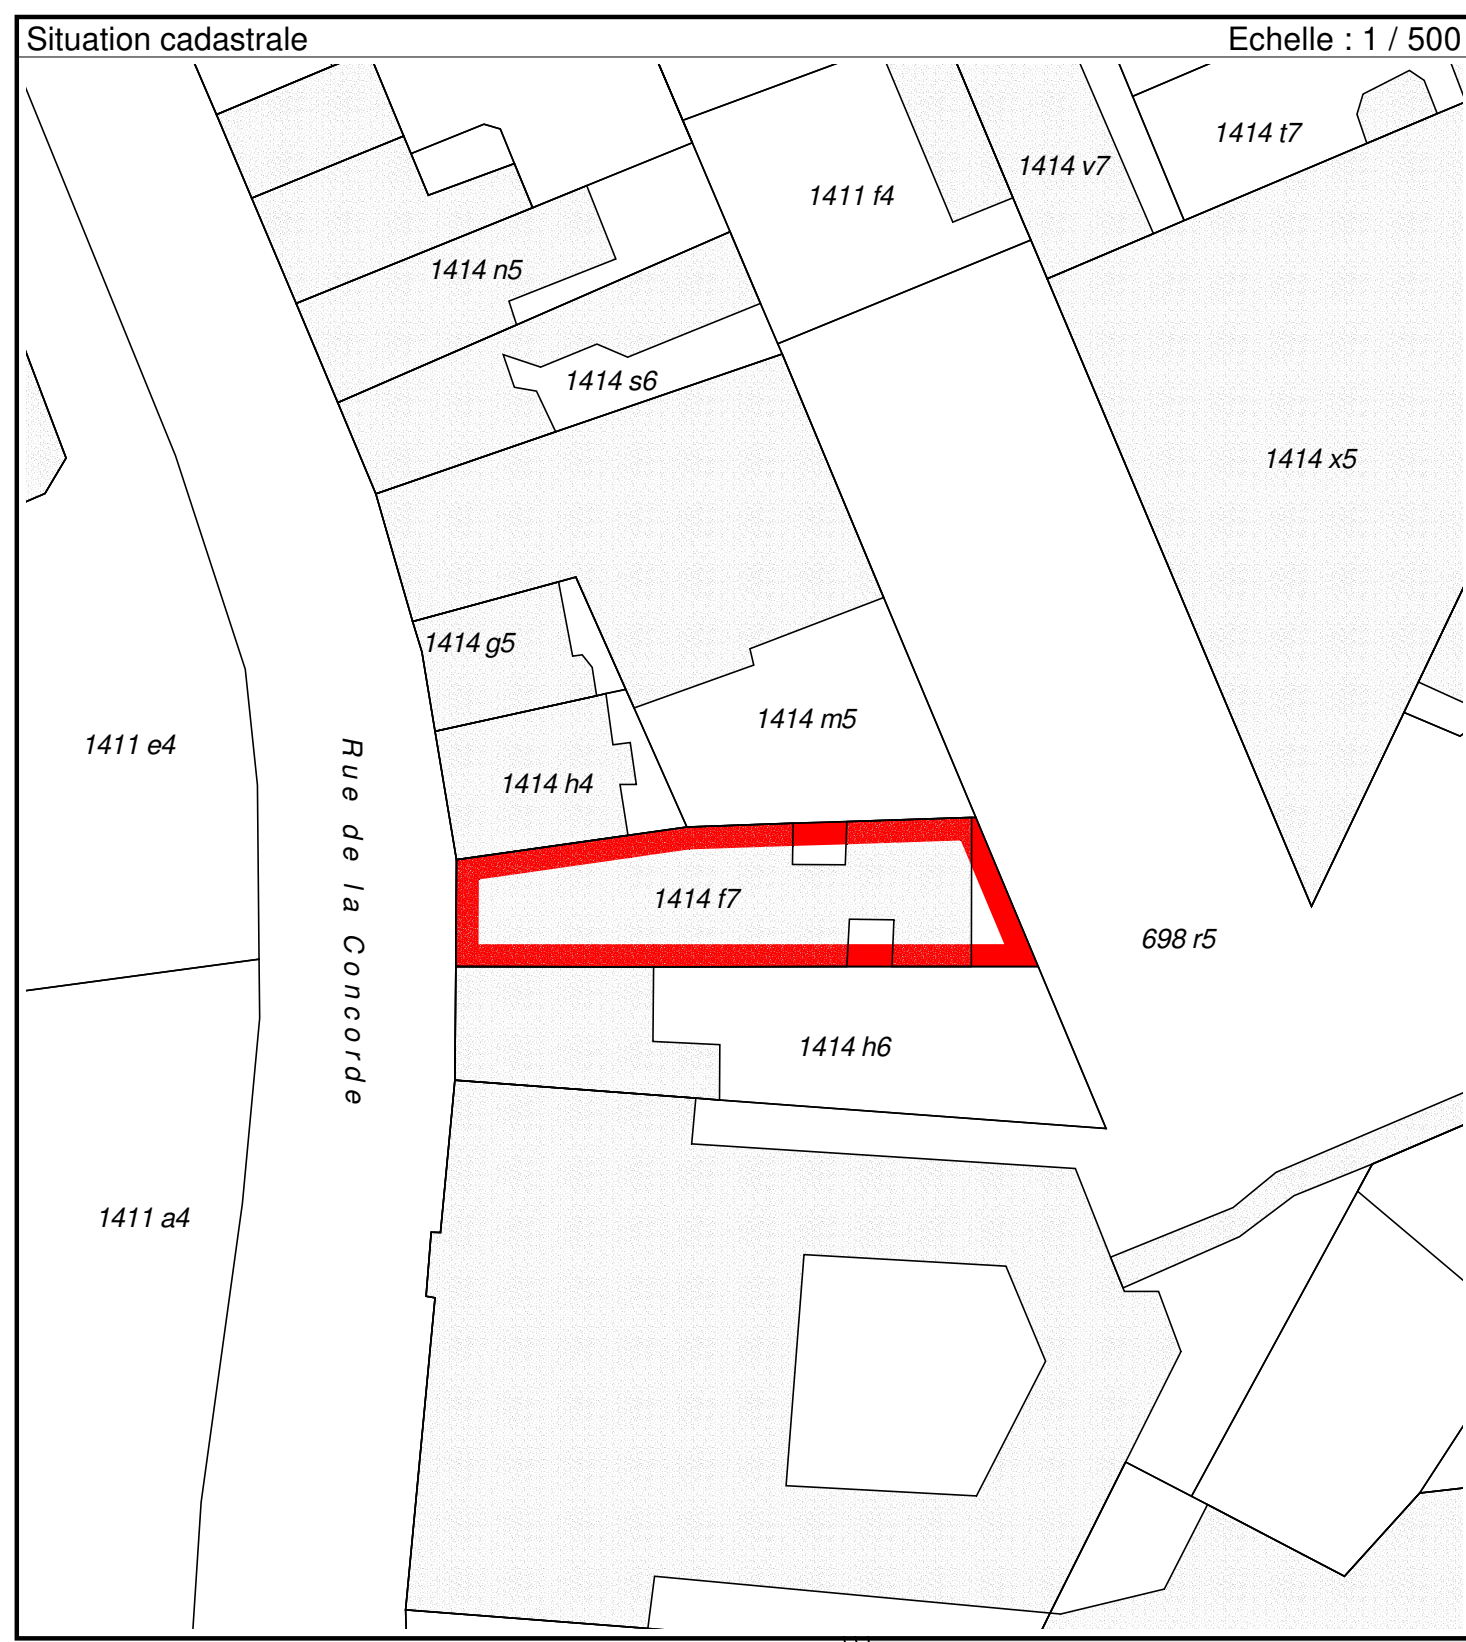 Situation cadastrale
Echelle : 1 / 500
1414 t7
1414 v7
1411 f4
1414 n5
1414 s6
1414 x5
1414 g5
1414 m5
1411 e4
1414 h4
Rue de la Concorde
1414 f7
698 r5
1414 h6
1411 a4